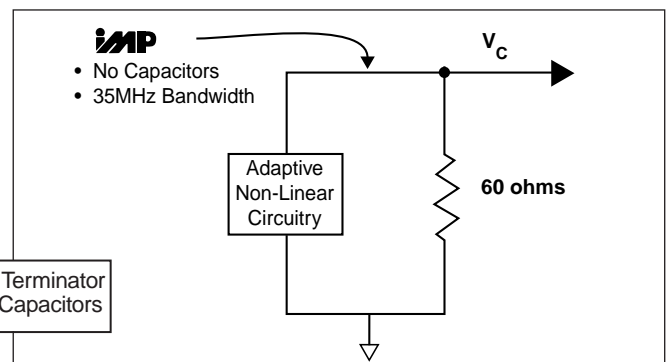 imp
• No Capacitors
• 35MHz Bandwidth
VC
Adaptive
Non-Linear
Circuitry
60 ohms
Terminator
Capacitors